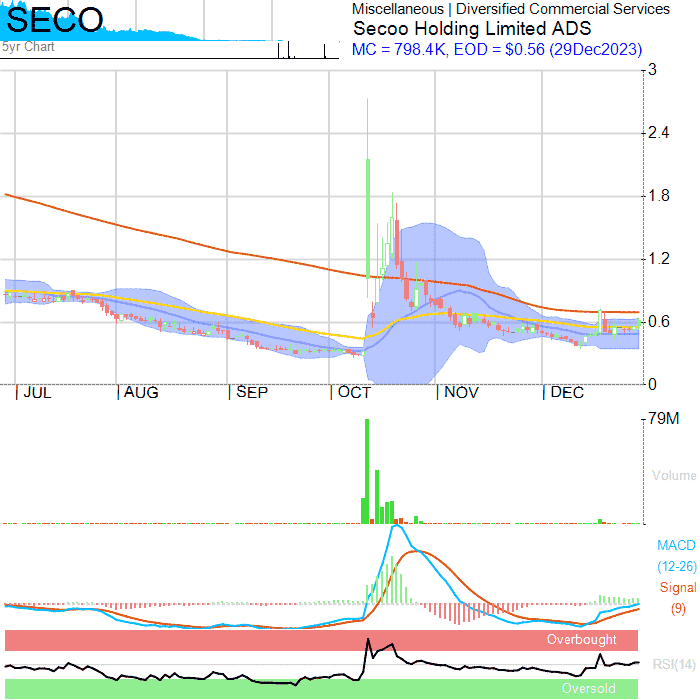 SECO
5yr Chart
Miscellaneous | Diversified Commercial Services
Secoo Holding Limited ADS
MC = 798.4K, EOD = $0.56 (29Dec2023)
3
2.4
1.8
1.2
0.6
0
JUL AUG SEP OCT NOV DEC
79M
Volume
MACD
(12-26)
Signal
(9)
Overbought
RSI(14)
Oversold